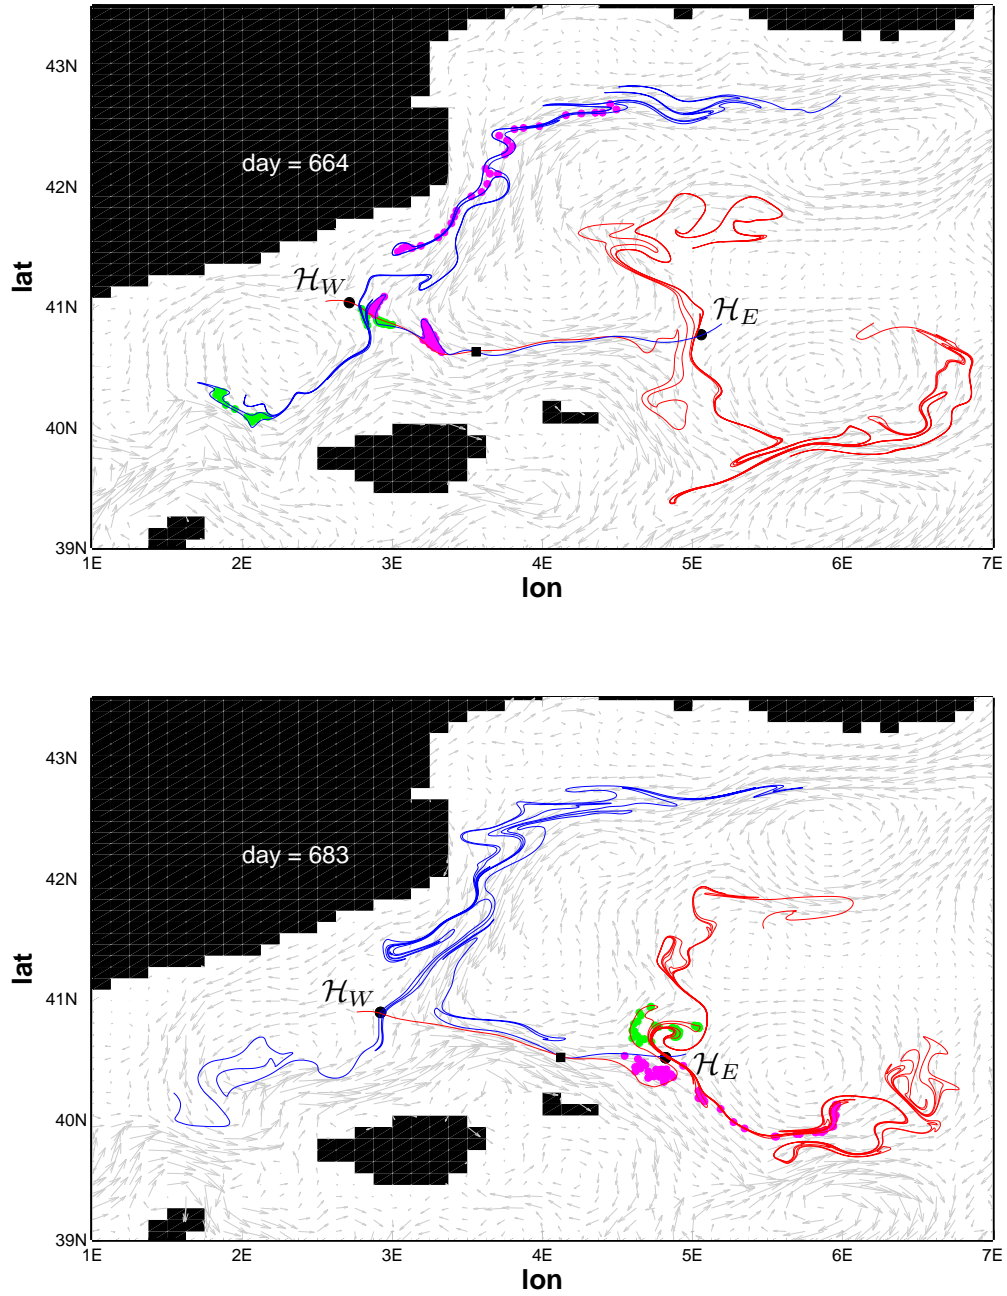 43N
42N
41N
40N
39N
lat
day = 664
H_W
H_E
1E 2E 3E 4E 5E 6E 7E
lon
43N
42N
41N
40N
39N
lat
day = 683
H_W
H_E
1E 2E 3E 4E 5E 6E 7E
lon